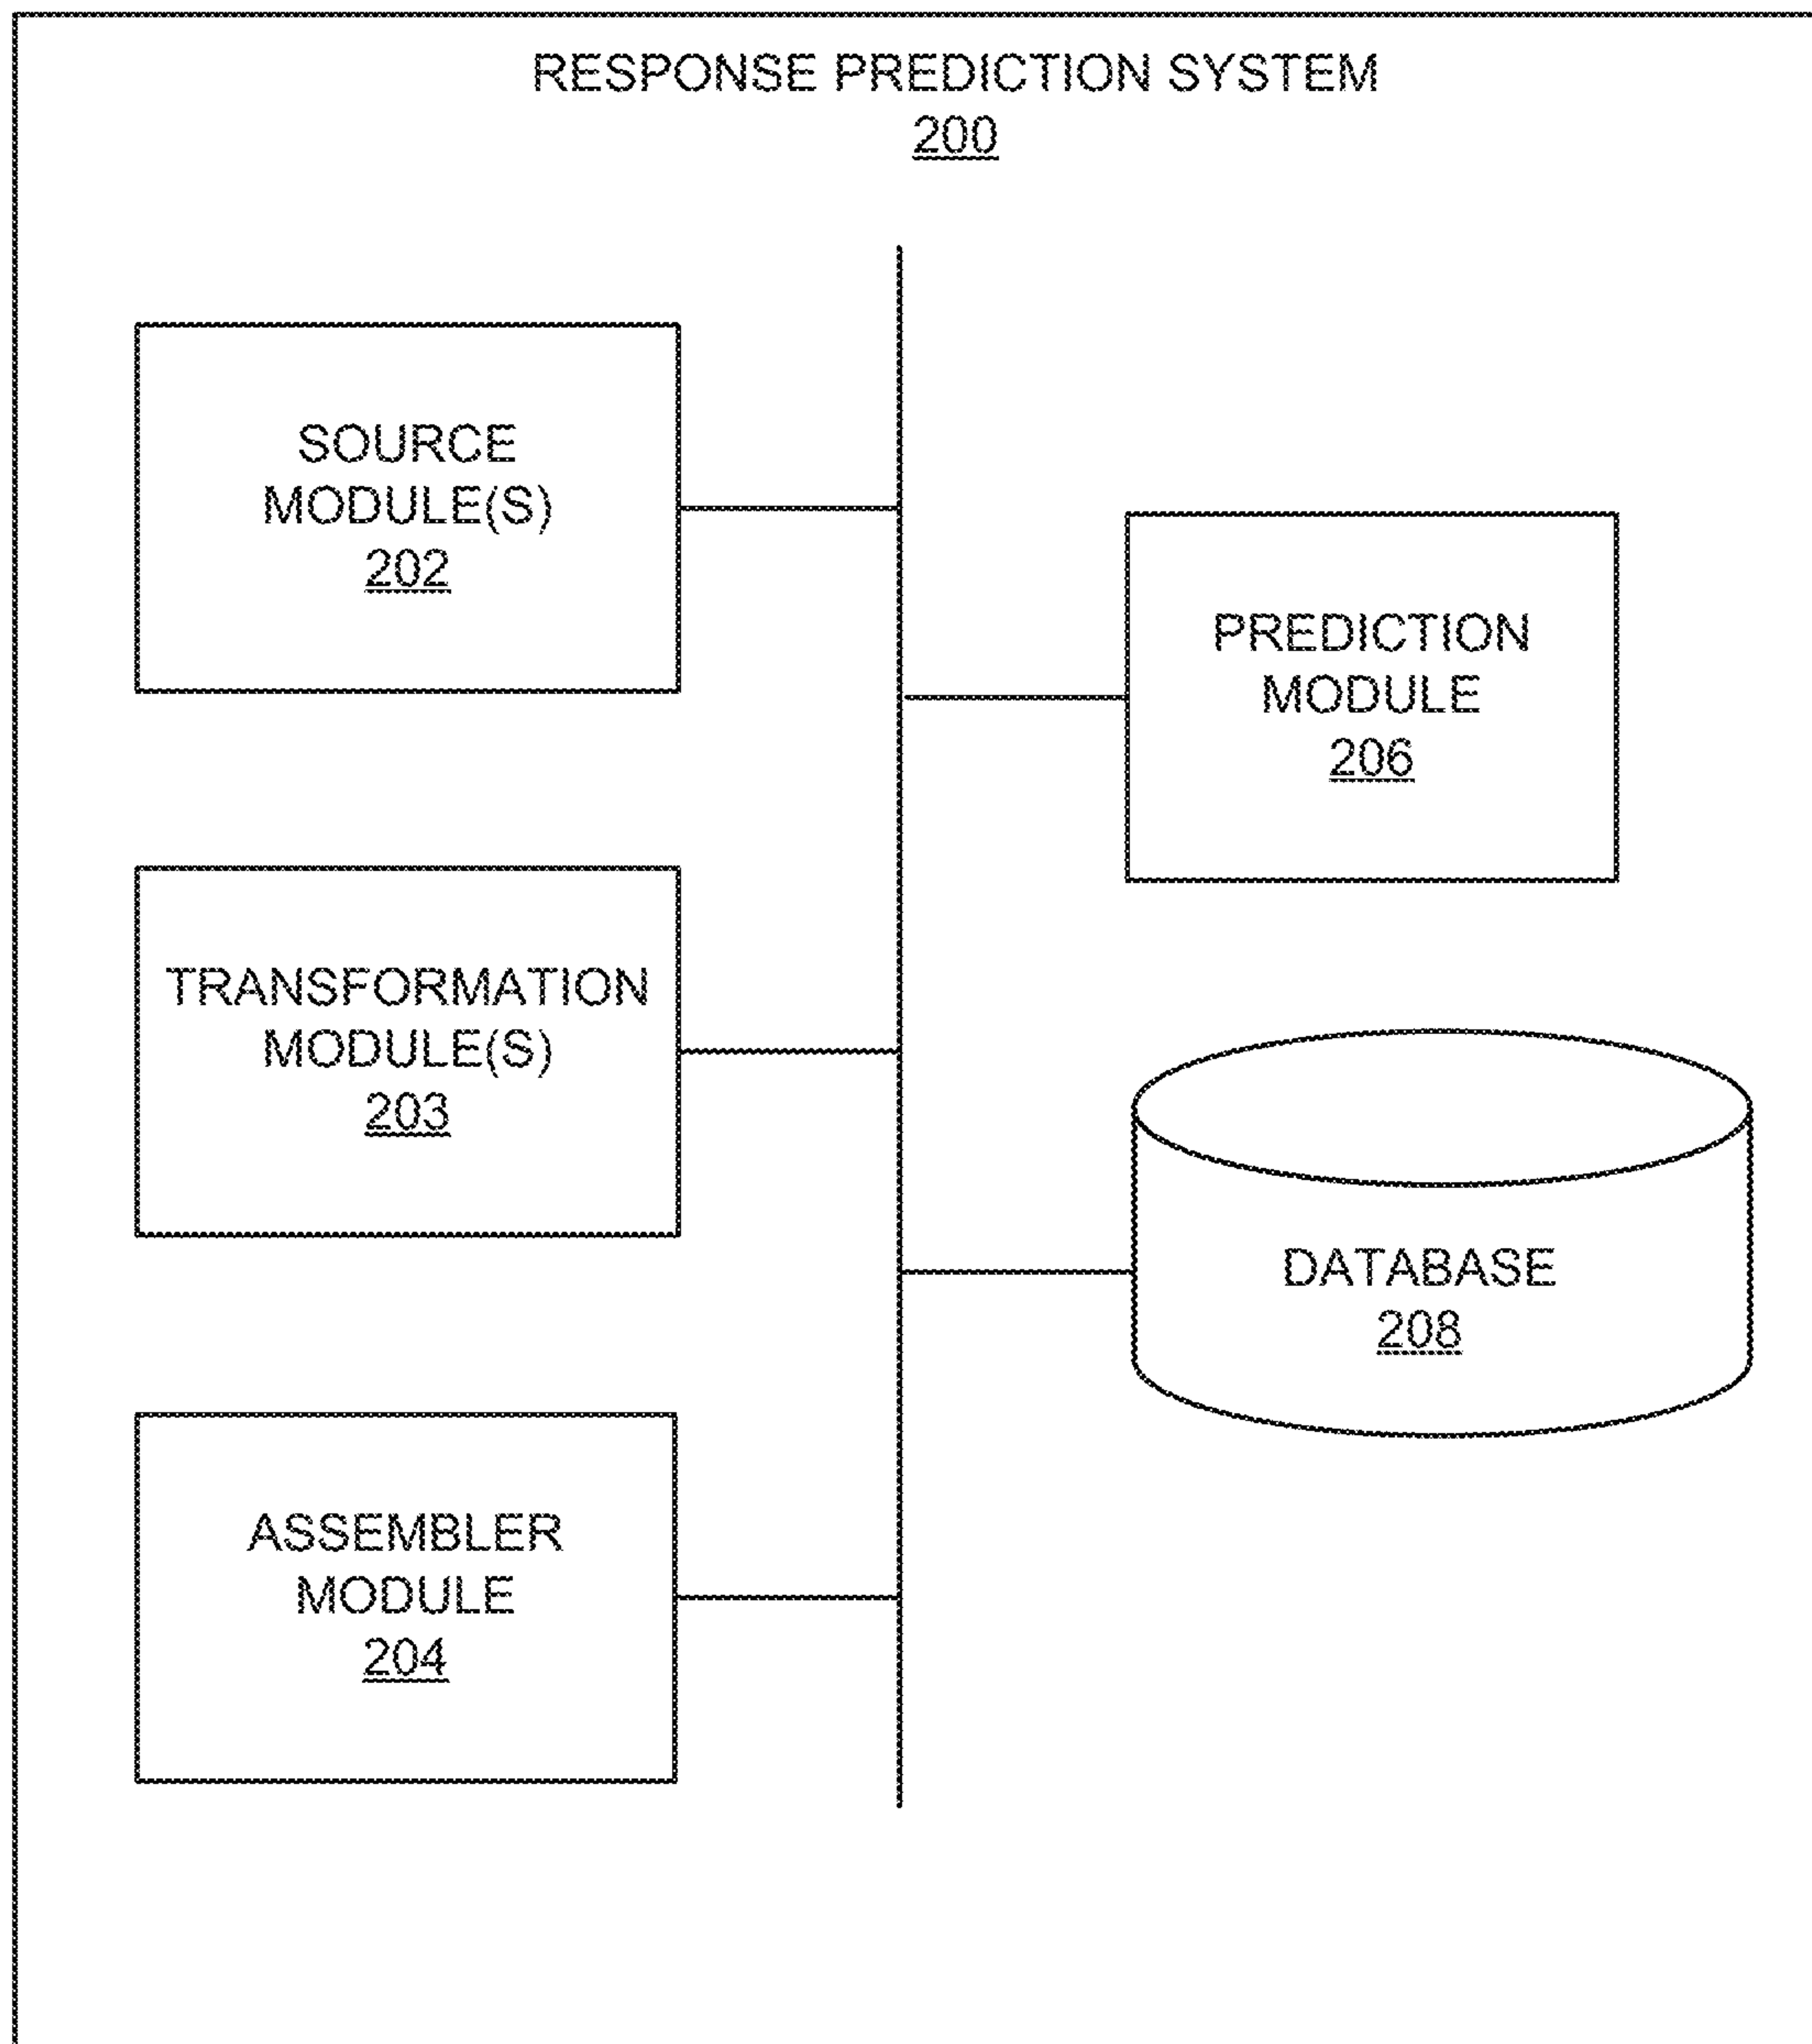 RESPONSE PREDICTION SYSTEM
200
SOURCE
MODULE(S)
202
PREDICTION
MODULE
206
TRANSFORMATION
MODULE(S)
203
DATABASE
208
ASSEMBLER
MODULE
204